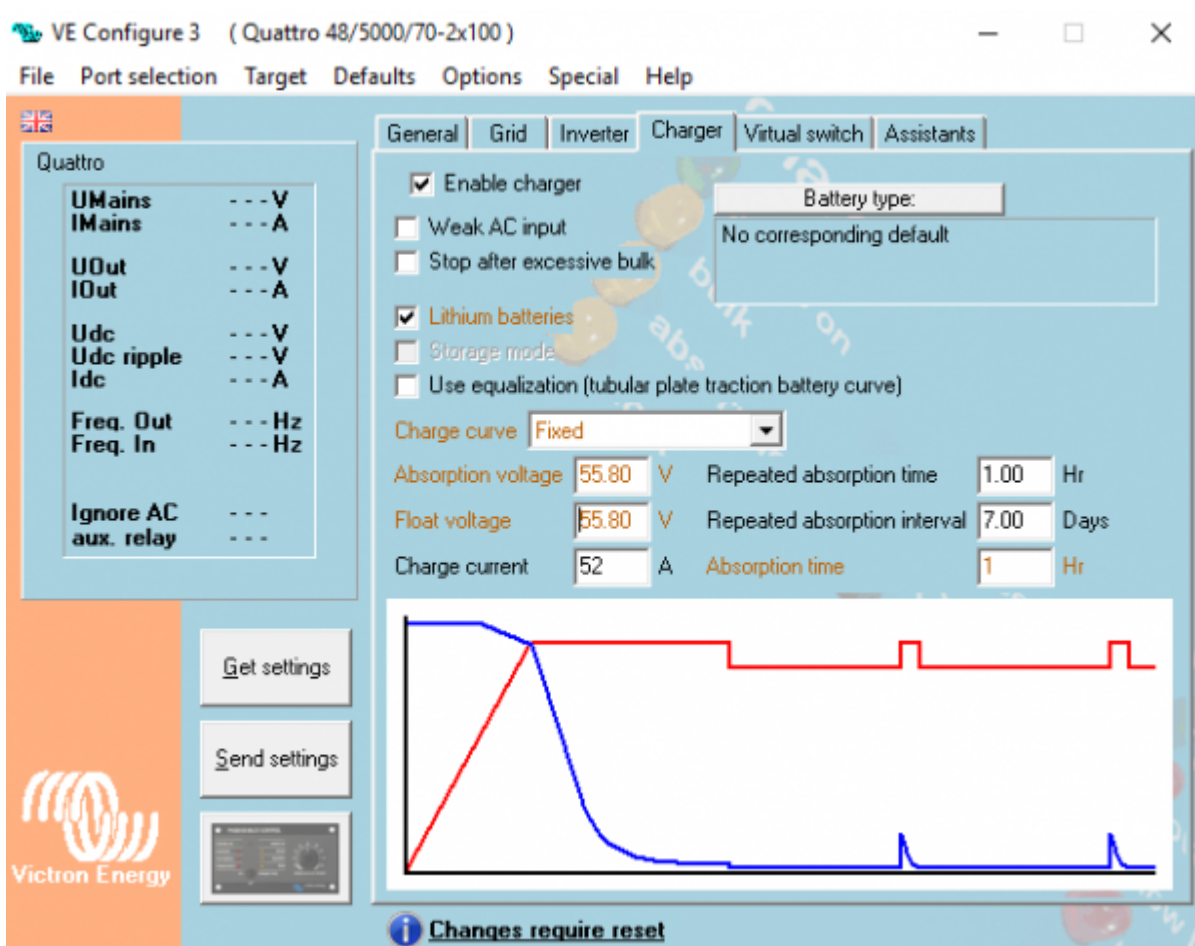 VE Configure 3 ( Quattro 48/5000/70-2x100 )
File Port selection Target Defaults Options Special Help
General Grid Inverter Charger Virtual switch Assistants
Quattro
UMains - - - V
IMains - - - A
UOut - - - V
IOut - - - A
Udc - - - V
Udc ripple - - - V
Idc - - - A
Freq. Out - - - Hz
Freq. In - - - Hz
Ignore AC - - -
aux. relay - - -
Enable charger
Battery type:
Weak AC input
No corresponding default
Stop after excessive bulk
Lithium batteries
Storage mode
Use equalization (tubular plate traction battery curve)
Charge curve Fixed
Absorption voltage 55.80 V Repeated absorption time 1.00 Hr
Float voltage 55.80 V Repeated absorption interval 7.00 Days
Charge current 52 A Absorption time 1 Hr
bulk
abs
on
Get settings
Send settings
Victron Energy
Changes require reset